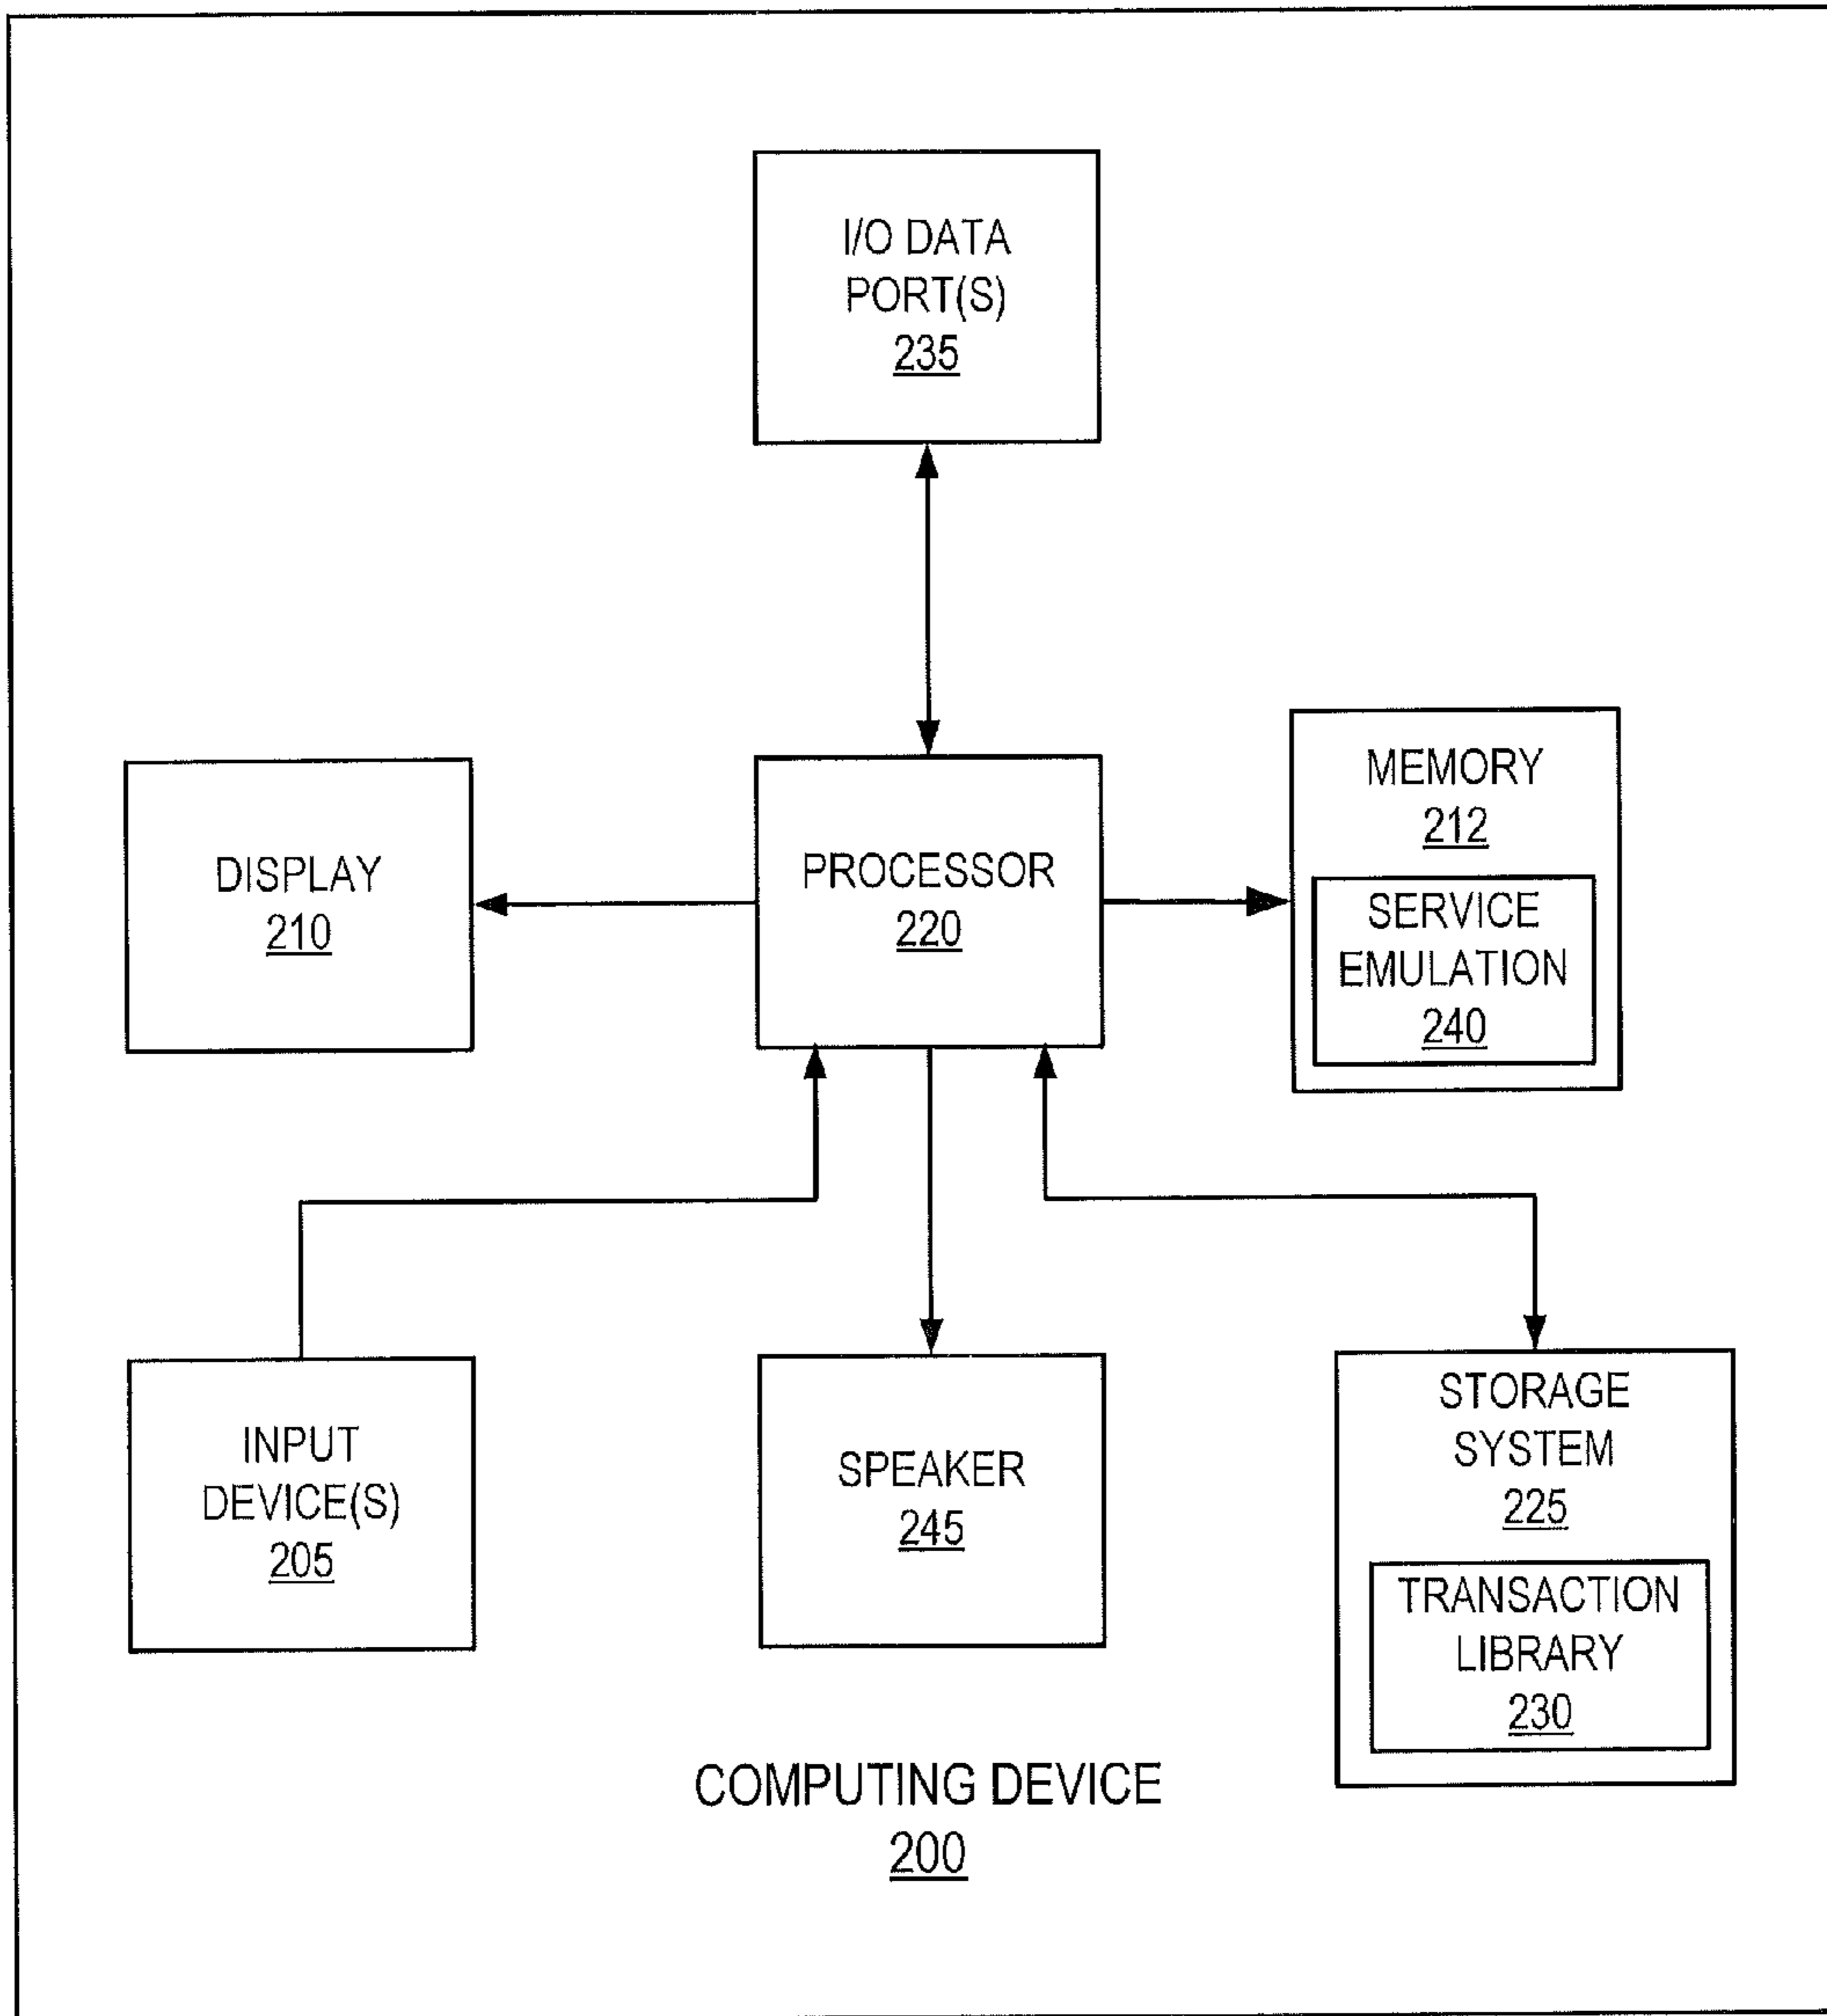 I/O DATA
PORT(S)
235
DISPLAY
210
PROCESSOR
220
MEMORY
212
SERVICE
EMULATION
240
INPUT
DEVICE(S)
205
SPEAKER
245
STORAGE
SYSTEM
225
TRANSACTION
LIBRARY
230
COMPUTING DEVICE
200